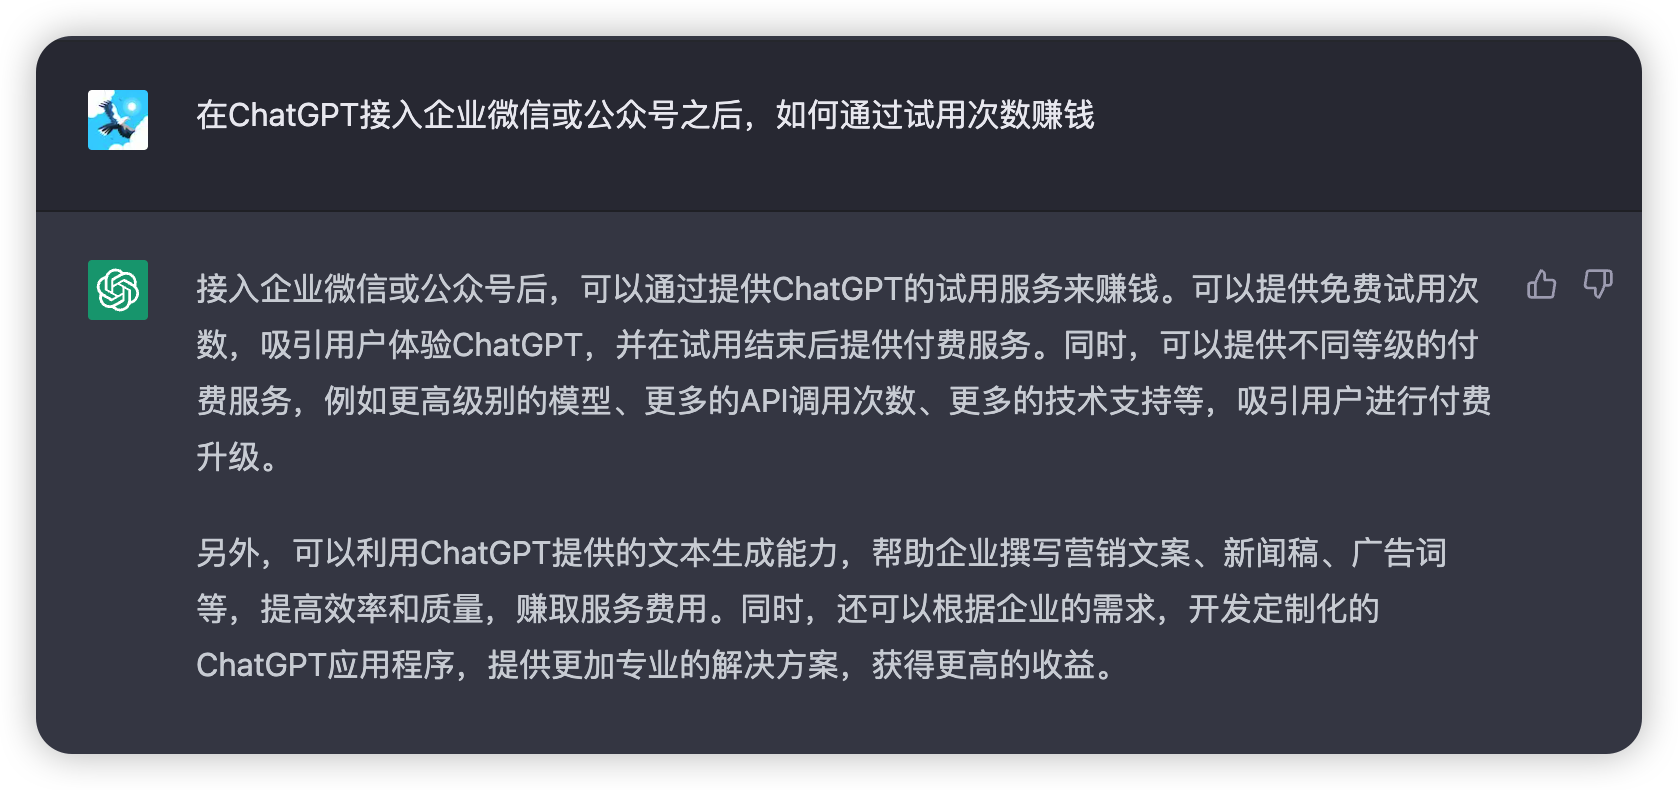 在ChatGPT接入企业微信或公众号之后，如何通过试用次数赚钱
接入企业微信或公众号后，可以通过提供ChatGPT的试用服务来赚钱。可以提供免费试用次
数，吸引用户体验ChatGPT，并在试用结束后提供付费服务。同时，可以提供不同等级的付
费服务，例如更高级别的模型、更多的API调用次数、更多的技术支持等，吸引用户进行付费
升级。
另外，可以利用ChatGPT提供的文本生成能力，帮助企业撰写营销文案、新闻稿、广告词
等，提高效率和质量，赚取服务费用。同时，还可以根据企业的需求，开发定制化的
ChatGPT应用程序，提供更加专业的解决方案，获得更高的收益。